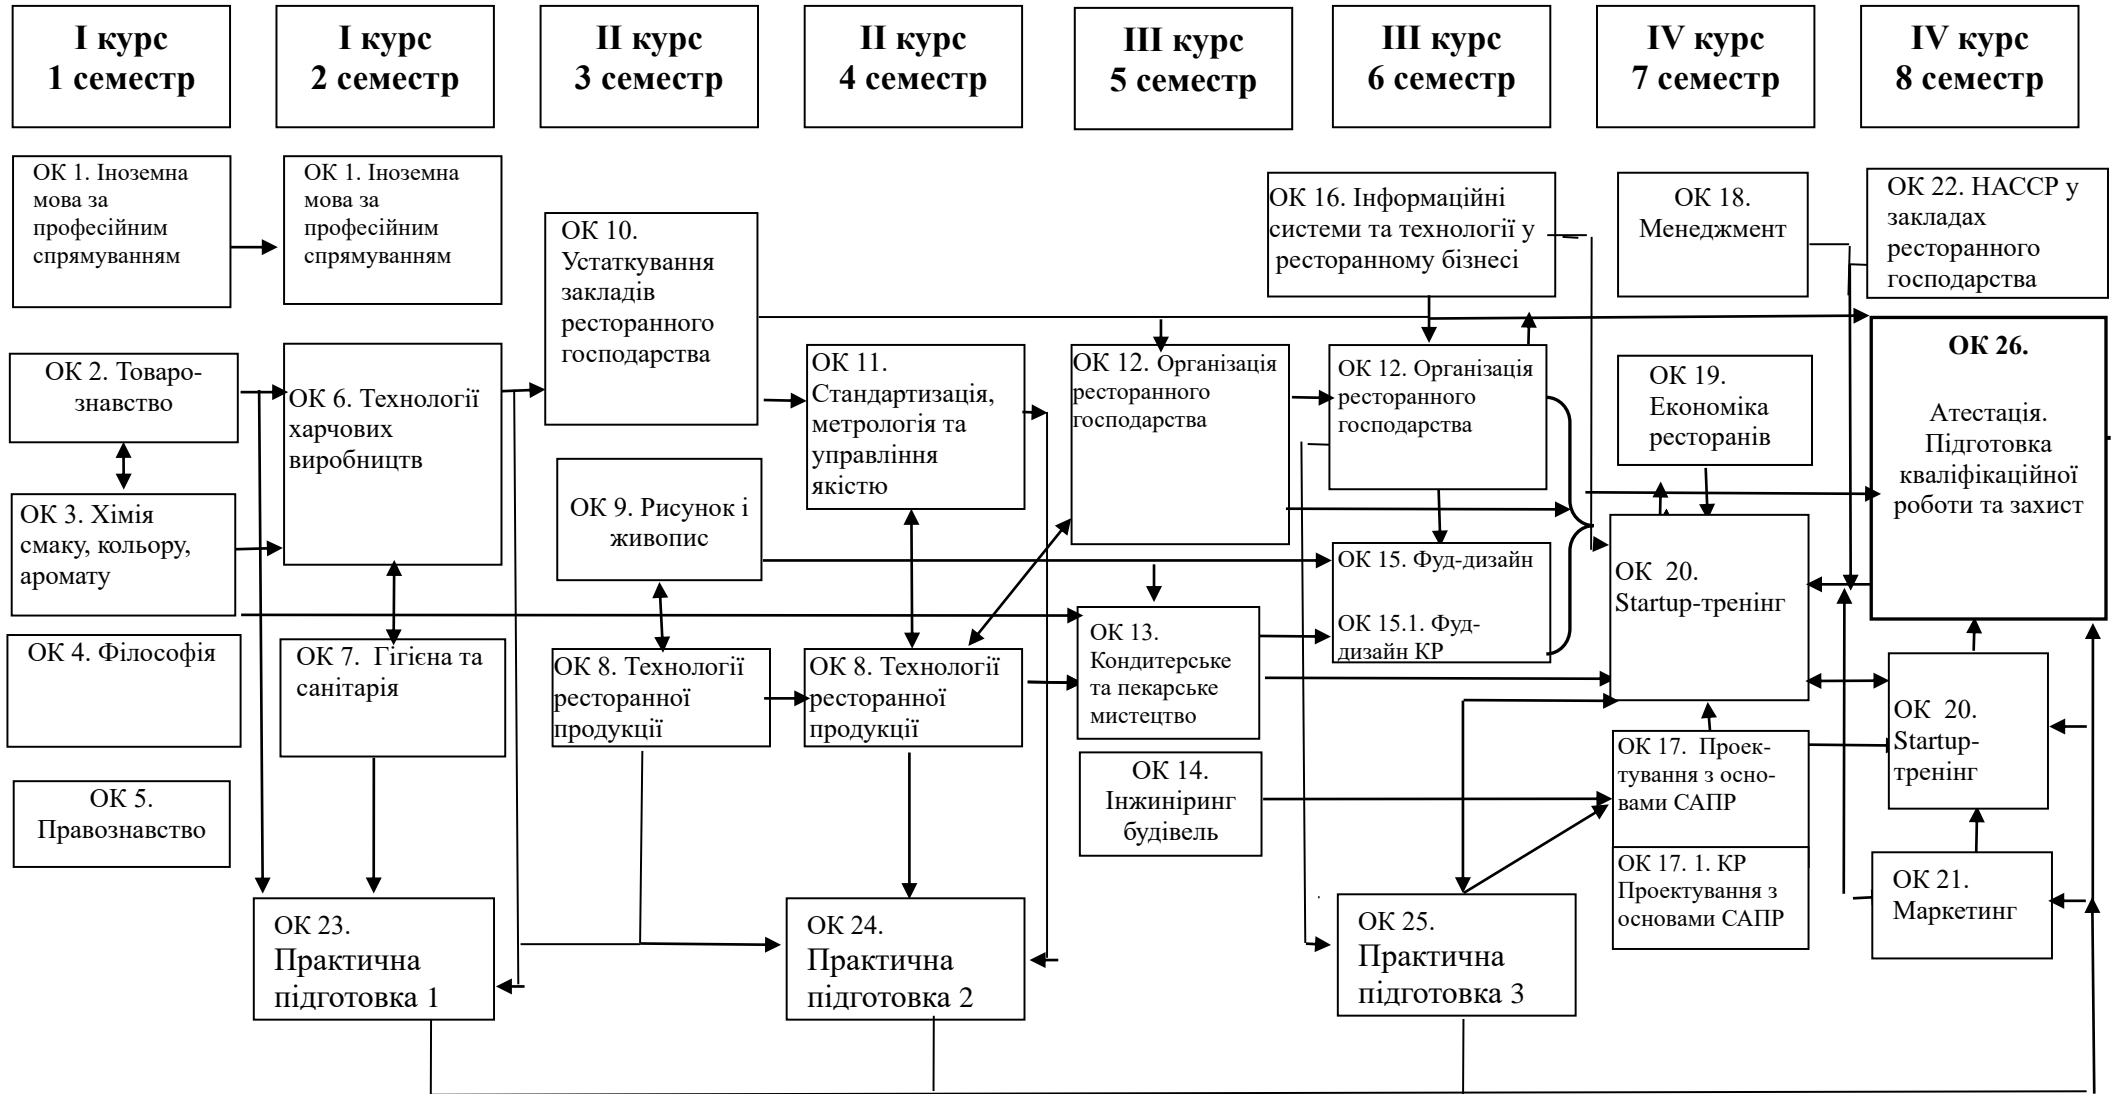 I курс
1 семестр
I курс
2 семестр
II курс
3 семестр
II курс
4 семестр
III курс
5 семестр
III курс
6 семестр
IV курс
7 семестр
IV курс
8 семестр
ОК 1. Іноземна
мова за
професійним
спрямуванням
ОК 2. Товаро-
знавство
ОК 3. Хімія
смаку, кольору,
аромату
ОК 4. Філософія
ОК 5.
Правознавство
ОК 1. Іноземна
мова за
професійним
спрямуванням
ОК 6. Технології
харчових
виробництв
ОК 7. Гігієна та
санітарія
ОК 23.
Практична
підготовка 1
ОК 10.
Устаткування
закладів
ресторанного
господарства
ОК 9. Рисунок і
живопис
ОК 8. Технології
ресторанної
продукції
ОК 11.
Стандартизація,
метрологія та
управління
якістю
ОК 8. Технології
ресторанної
продукції
ОК 24.
Практична
підготовка 2
ОК 12. Організація
ресторанного
господарства
ОК 13.
Кондитерське
та пекарське
мистецтво
ОК 14.
Інжиніринг
будівель
ОК 16. Інформаційні
системи та технології у
ресторанному бізнесі
ОК 12. Організація
ресторанного
господарства
ОК 15. Фуд-дизайн
ОК 15.1. Фуд-
дизайн КР
ОК 25.
Практична
підготовка 3
ОК 18.
Менеджмент
ОК 19.
Економіка
ресторанів
ОК 20.
Startup-тренінг
ОК 17. Проек-
тування з осно-
вами САПР
ОК 17. 1. КР
Проектування з
основами САПР
ОК 22. НАССР у
закладах
ресторанного
господарства
ОК 26.
Атестація.
Підготовка
кваліфікаційної
роботи та захист
ОК 20.
Startup-
тренінг
ОК 21.
Маркетинг